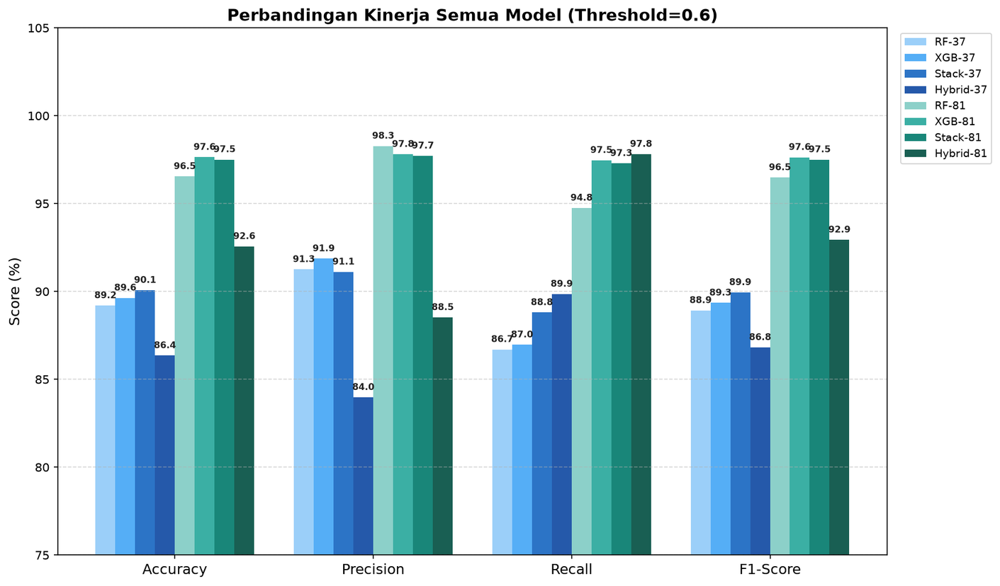 Perbandingan Kinerja Semua Model (Threshold=0.6)
Score (%)
105
100
95
90
85
80
75
89.2
89.6
90.1
86.4
96.5
97.6
97.5
92.6
91.3
91.9
91.1
84.0
98.3
97.8
97.7
88.5
86.7
87.0
88.8
89.9
94.8
97.5
97.3
97.8
88.9
89.3
89.9
86.8
96.5
97.6
97.5
92.9
Accuracy
Precision
Recall
F1-Score
RF-37
XGB-37
Stack-37
Hybrid-37
RF-81
XGB-81
Stack-81
Hybrid-81